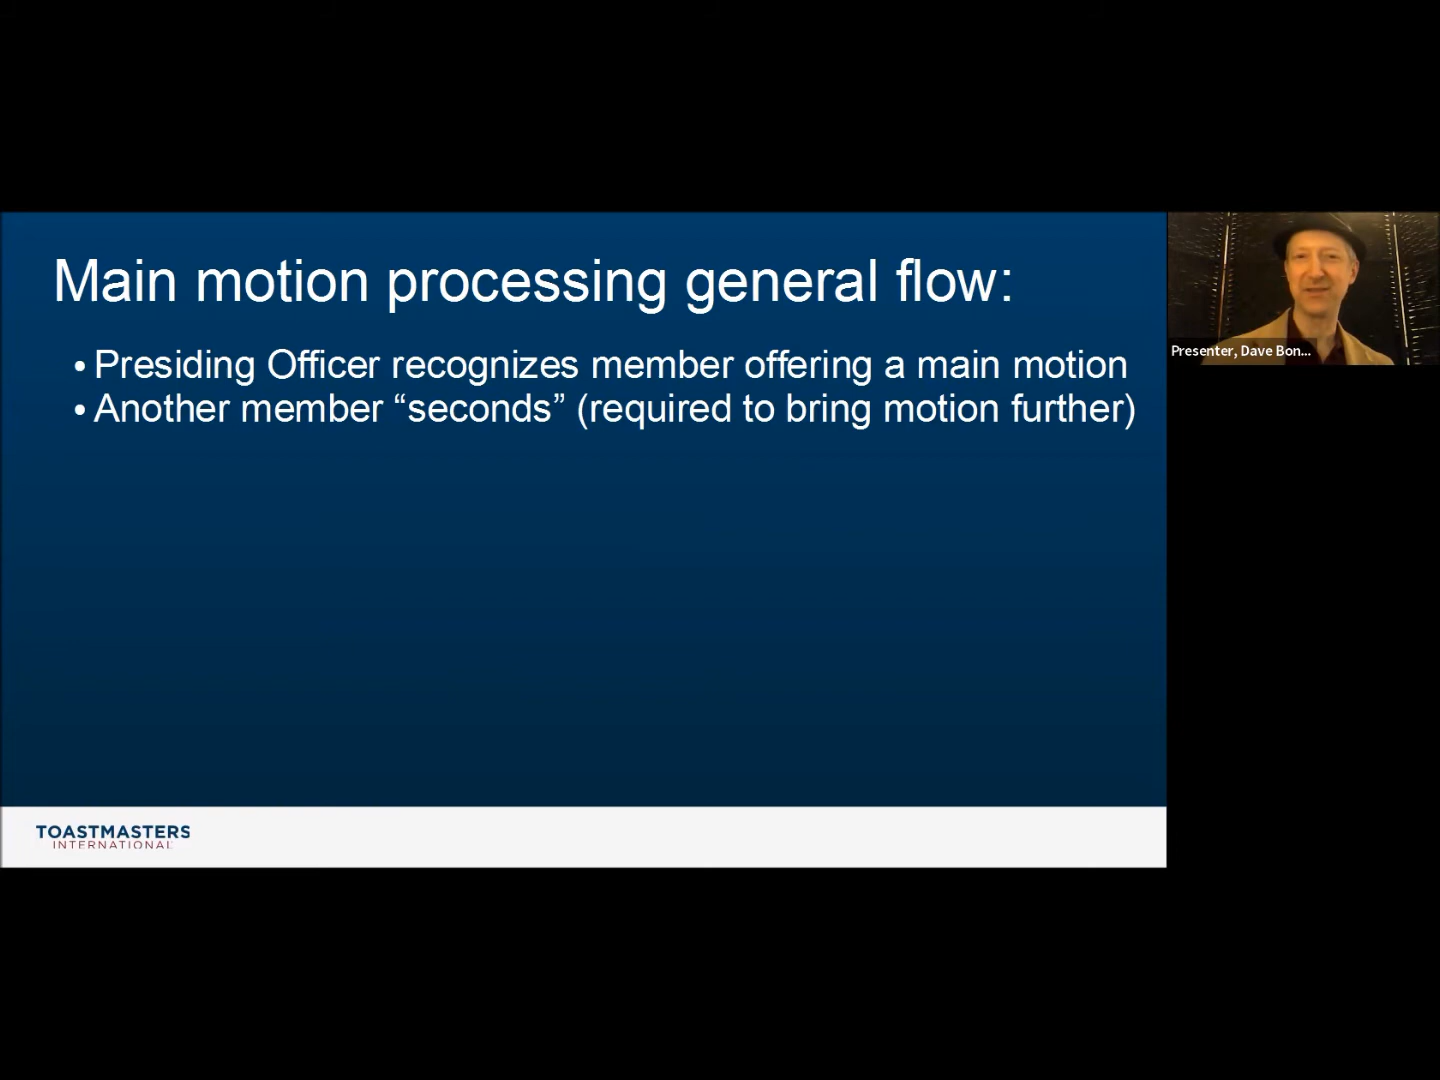 Main motion processing general flow:
• Presiding Officer recognizes member offering a main motion
• Another member “seconds” (required to bring motion further)
Presenter, Dave Bon...
TOASTMASTERS
INTERNATIONAL